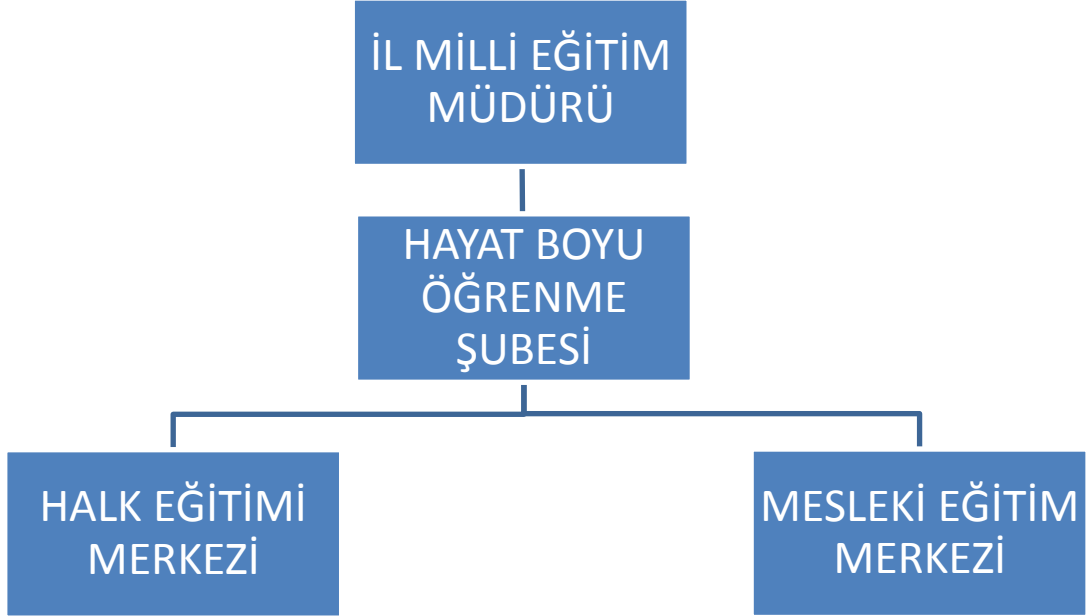 İL MİLLİ EĞİTİM
MÜDÜRÜ
HAYAT BOYU
ÖĞRENME
ŞUBESİ
HALK EĞİTİMİ
MERKEZİ
MESLEKİ EĞİTİM
MERKEZİ